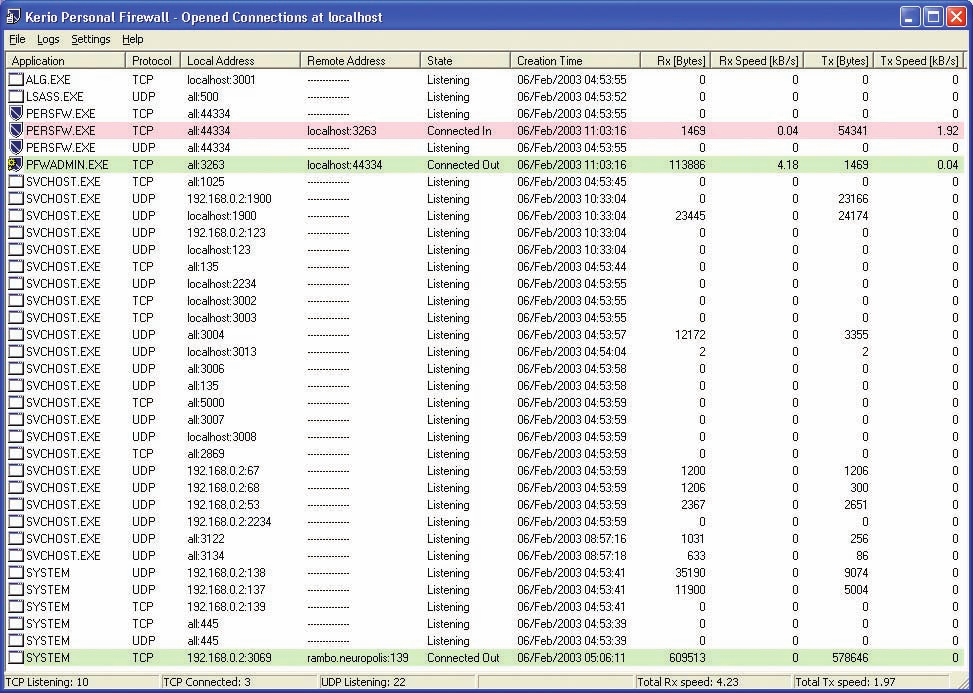 Kerio Personal Firewall - Opened Connections at localhost
File Logs Settings Help
Application Protocol Local Address Remote Address State Creation Time Rx [Bytes] Rx Speed [kB/s] Tx [Bytes] Tx Speed [kB/s]
ALG.EXE TCP localhost:3001 ------------- Listening 06/Feb/2003 04:53:55 0 0 0 0
LSASS.EXE UDP all:500 ------------- Listening 06/Feb/2003 04:53:52 0 0 0 0
PERSFW.EXE TCP all:44334 ------------- Listening 06/Feb/2003 04:53:55 0 0 0 0
PERSFW.EXE TCP all:44334 localhost:3263 Connected In 06/Feb/2003 11:03:16 1469 0.04 54341 1.92
PERSFW.EXE UDP all:44334 ------------- Listening 06/Feb/2003 04:53:55 0 0 0 0
PFWADMIN.EXE TCP all:3263 localhost:44334 Connected Out 06/Feb/2003 11:03:16 113886 4.18 1469 0.04
SVCHOST.EXE TCP all:1025 ------------- Listening 06/Feb/2003 04:53:45 0 0 0 0
SVCHOST.EXE UDP 192.168.0.2:1900 ------------- Listening 06/Feb/2003 10:33:04 0 0 23166 0
SVCHOST.EXE UDP localhost:1900 ------------- Listening 06/Feb/2003 10:33:04 23445 0 24174 0
SVCHOST.EXE UDP 192.168.0.2:123 ------------- Listening 06/Feb/2003 10:33:04 0 0 0 0
SVCHOST.EXE UDP localhost:123 ------------- Listening 06/Feb/2003 10:33:04 0 0 0 0
SVCHOST.EXE TCP all:135 ------------- Listening 06/Feb/2003 04:53:44 0 0 0 0
SVCHOST.EXE UDP localhost:2234 ------------- Listening 06/Feb/2003 04:53:55 0 0 0 0
SVCHOST.EXE TCP localhost:3002 ------------- Listening 06/Feb/2003 04:53:55 0 0 0 0
SVCHOST.EXE TCP localhost:3003 ------------- Listening 06/Feb/2003 04:53:55 0 0 0 0
SVCHOST.EXE UDP all:3004 ------------- Listening 06/Feb/2003 04:53:57 12172 0 3355 0
SVCHOST.EXE UDP localhost:3013 ------------- Listening 06/Feb/2003 04:54:04 2 0 2 0
SVCHOST.EXE UDP all:3006 ------------- Listening 06/Feb/2003 04:53:58 0 0 0 0
SVCHOST.EXE UDP all:135 ------------- Listening 06/Feb/2003 04:53:58 0 0 0 0
SVCHOST.EXE TCP all:5000 ------------- Listening 06/Feb/2003 04:53:59 0 0 0 0
SVCHOST.EXE UDP all:3007 ------------- Listening 06/Feb/2003 04:53:59 0 0 0 0
SVCHOST.EXE UDP localhost:3008 ------------- Listening 06/Feb/2003 04:53:59 0 0 0 0
SVCHOST.EXE TCP all:2869 ------------- Listening 06/Feb/2003 04:53:59 0 0 0 0
SVCHOST.EXE UDP 192.168.0.2:67 ------------- Listening 06/Feb/2003 04:53:59 1200 0 1206 0
SVCHOST.EXE UDP 192.168.0.2:68 ------------- Listening 06/Feb/2003 04:53:59 1206 0 300 0
SVCHOST.EXE UDP 192.168.0.2:53 ------------- Listening 06/Feb/2003 04:53:59 2367 0 2651 0
SVCHOST.EXE UDP 192.168.0.2:2234 ------------- Listening 06/Feb/2003 04:53:59 0 0 0 0
SVCHOST.EXE UDP all:3122 ------------- Listening 06/Feb/2003 08:57:16 1031 0 256 0
SVCHOST.EXE UDP all:3134 ------------- Listening 06/Feb/2003 08:57:18 633 0 86 0
SYSTEM UDP 192.168.0.2:138 ------------- Listening 06/Feb/2003 04:53:41 35190 0 9074 0
SYSTEM UDP 192.168.0.2:137 ------------- Listening 06/Feb/2003 04:53:41 11900 0 5004 0
SYSTEM TCP 192.168.0.2:139 ------------- Listening 06/Feb/2003 04:53:41 0 0 0 0
SYSTEM TCP all:445 ------------- Listening 06/Feb/2003 04:53:39 0 0 0 0
SYSTEM UDP all:445 ------------- Listening 06/Feb/2003 04:53:39 0 0 0 0
SYSTEM TCP 192.168.0.2:3069 rambo.neuropolis:139 Connected Out 06/Feb/2003 05:06:11 609513 0 578646 0
TCP Listening: 10 TCP Connected: 3 UDP Listening: 22 Total Rx speed: 4.23 Total Tx speed: 1.97